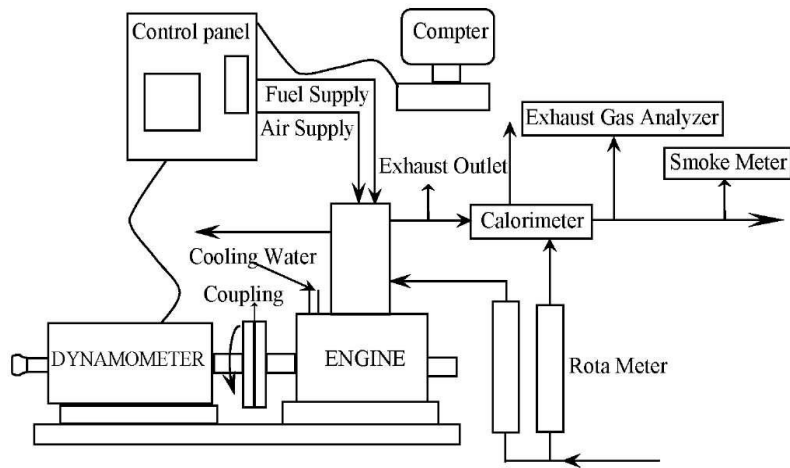 Control panel
Compter
Fuel Supply
Air Supply
Exhaust Gas Analyzer
Exhaust Outlet
Smoke Meter
Calorimeter
Cooling Water
Coupling
DYNAMOMETER
ENGINE
Rota Meter